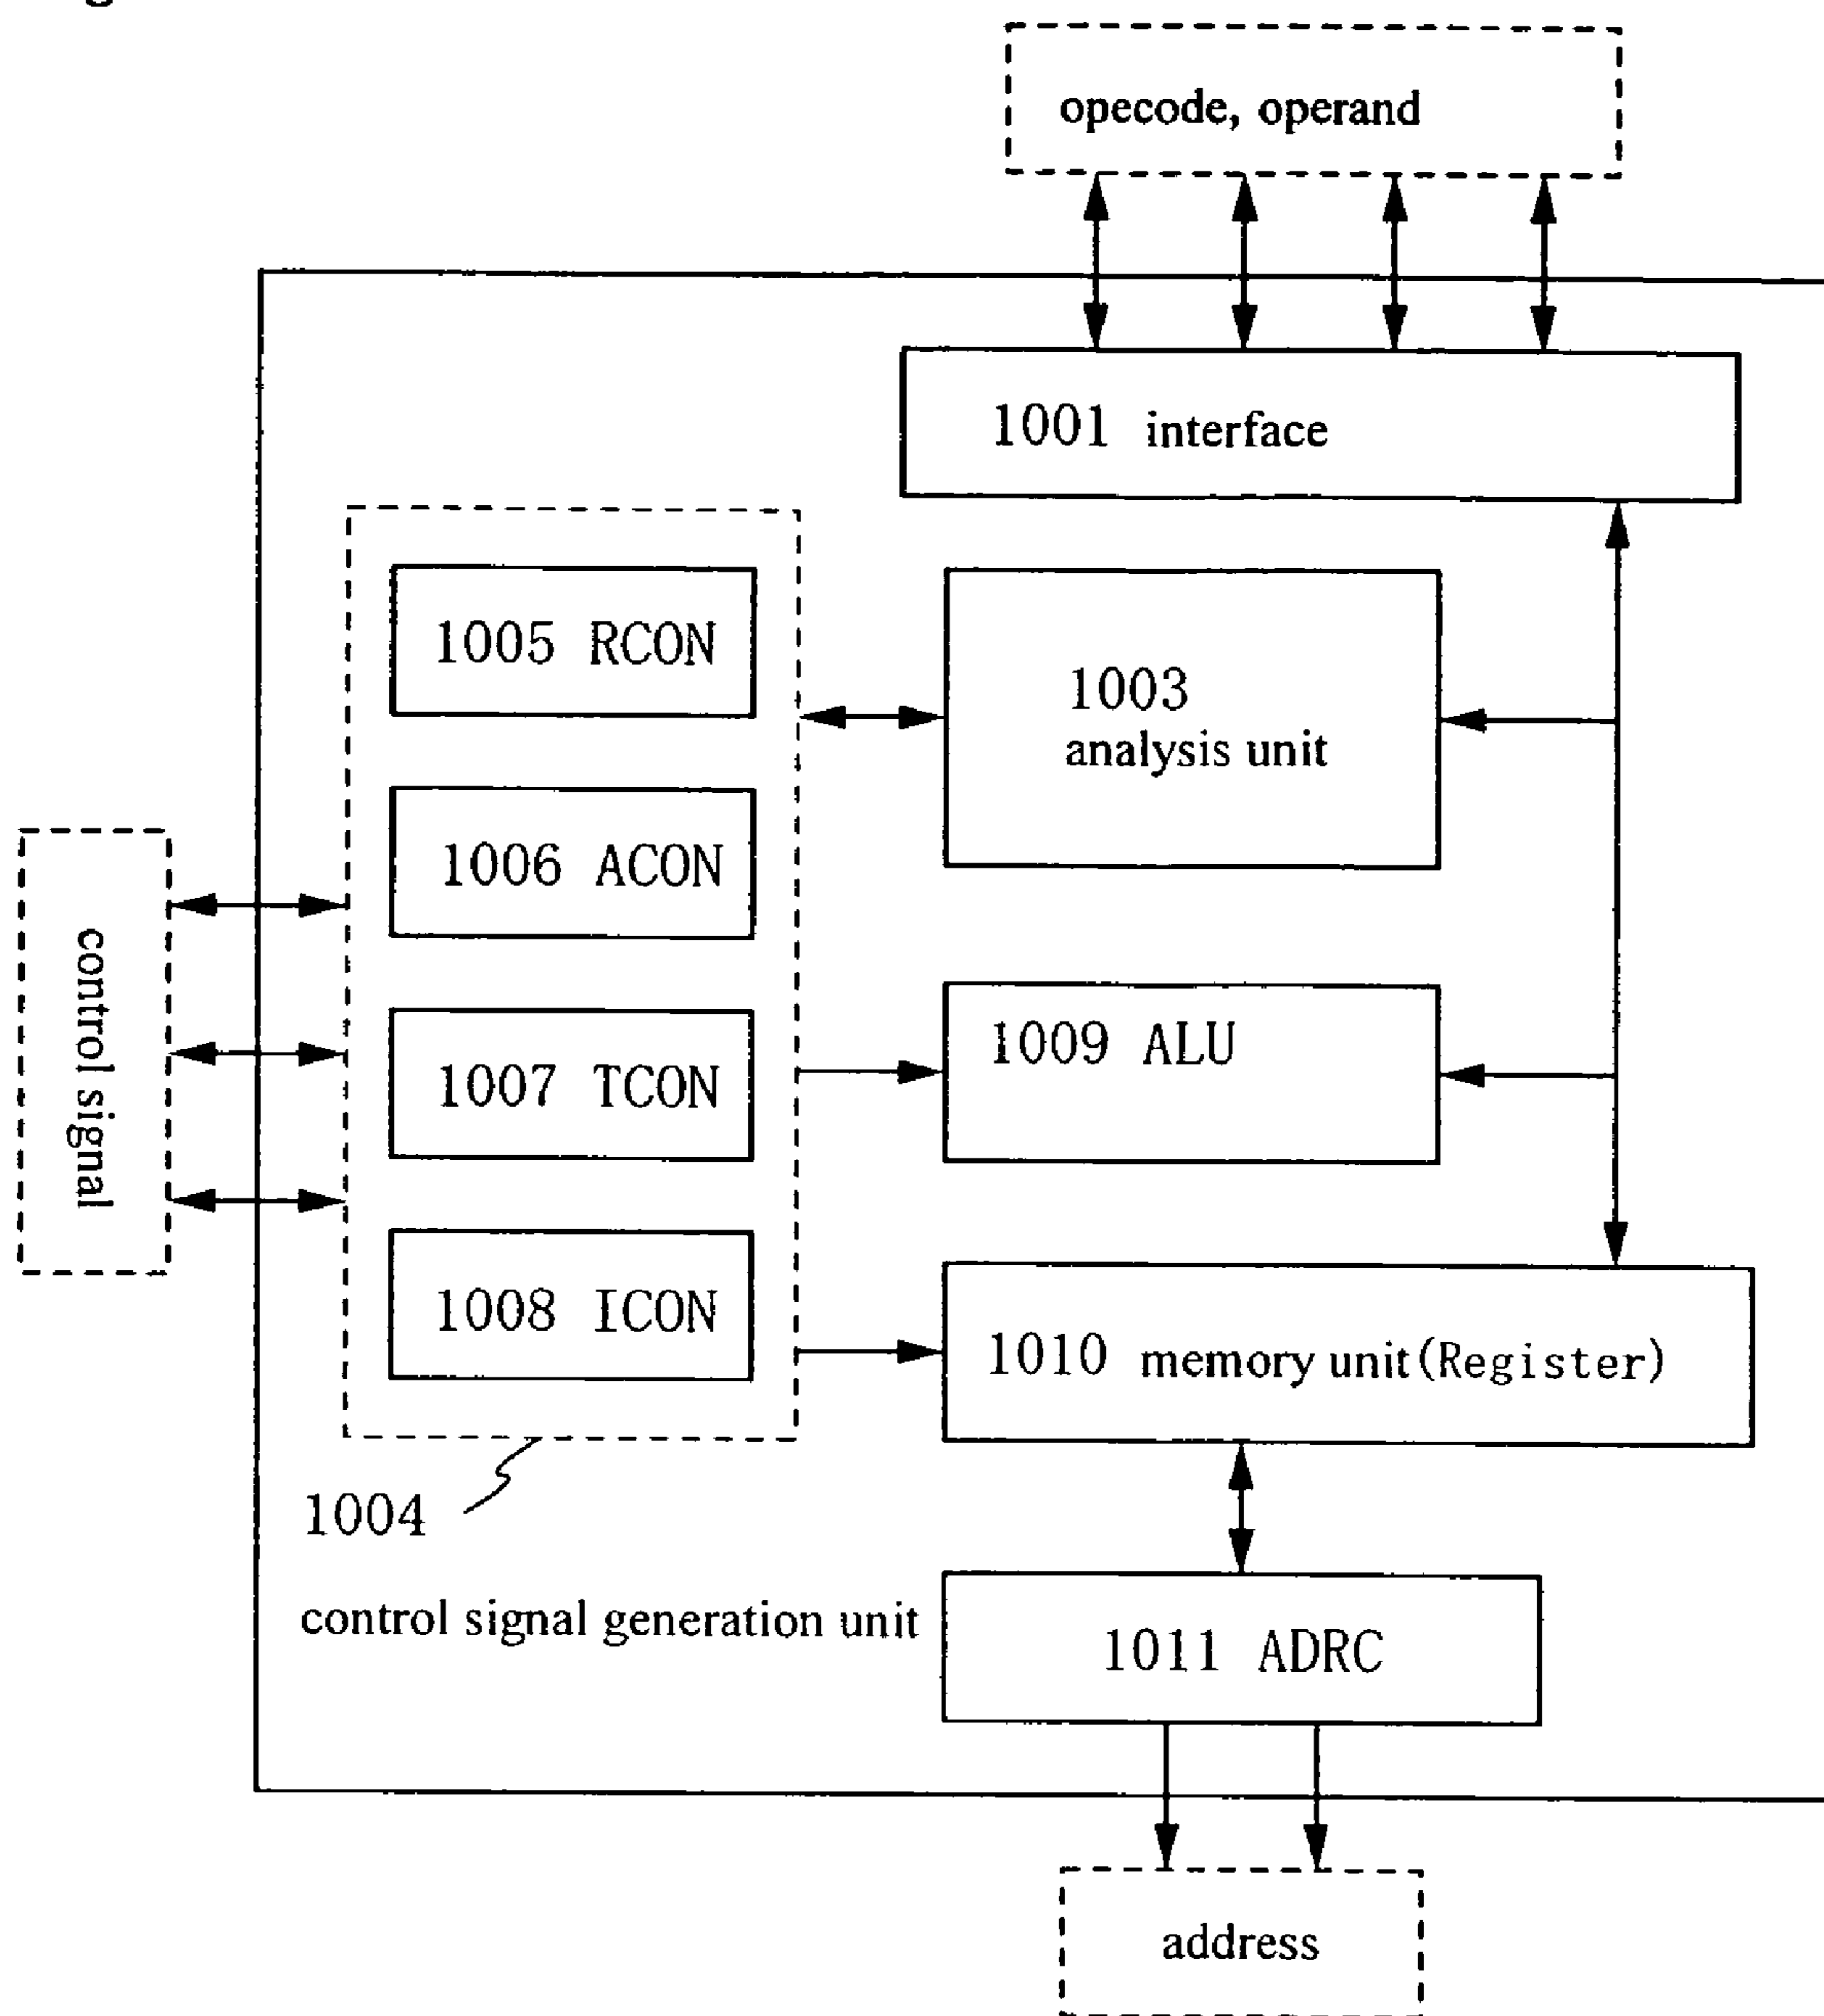 opecode, operand
1001 interface
1005 RCON
1003
analysis unit
1006 ACON
control signal
1009 ALU
1007 TCON
1008 ICON
1010 memory unit(Register)
1004
control signal generation unit
1011 ADRC
address